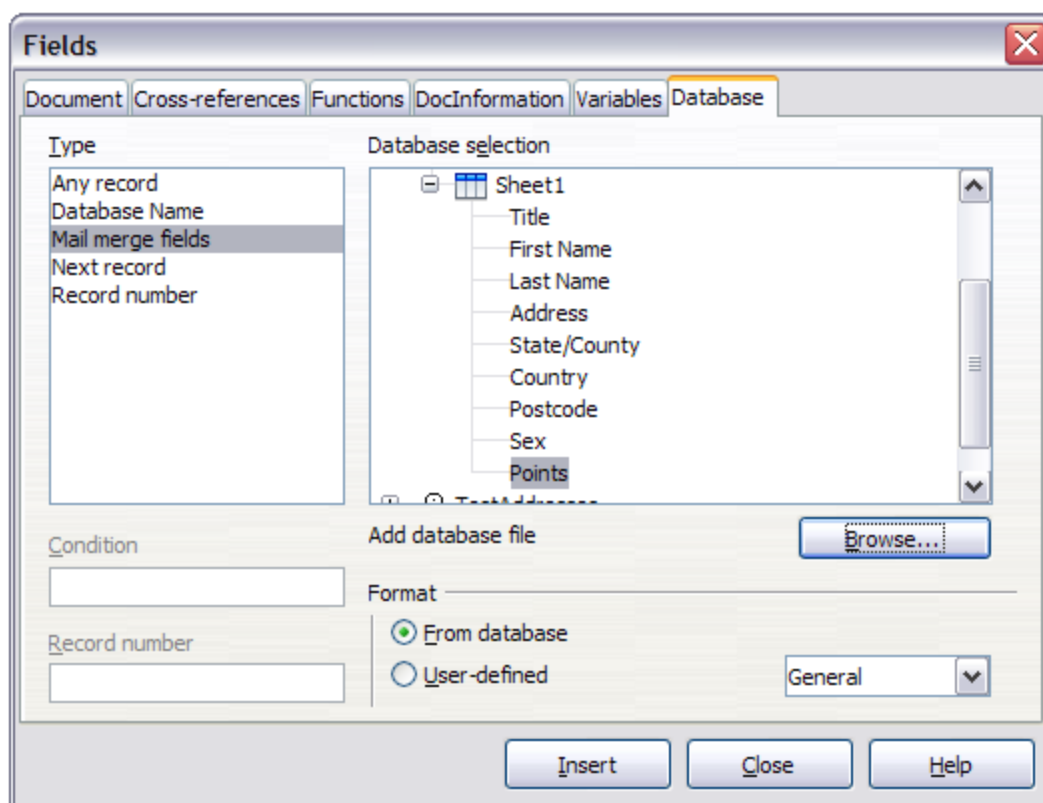 Fields
Document Cross-references Functions DocInformation Variables Database
Type
Any record
Database Name
Mail merge fields
Next record
Record number
Condition
Record number
Database selection
Sheet1
Title
First Name
Last Name
Address
State/County
Country
Postcode
Sex
Points
TestAddresses
Add database file
Browse...
Format
From database
User-defined
General
Insert Close Help